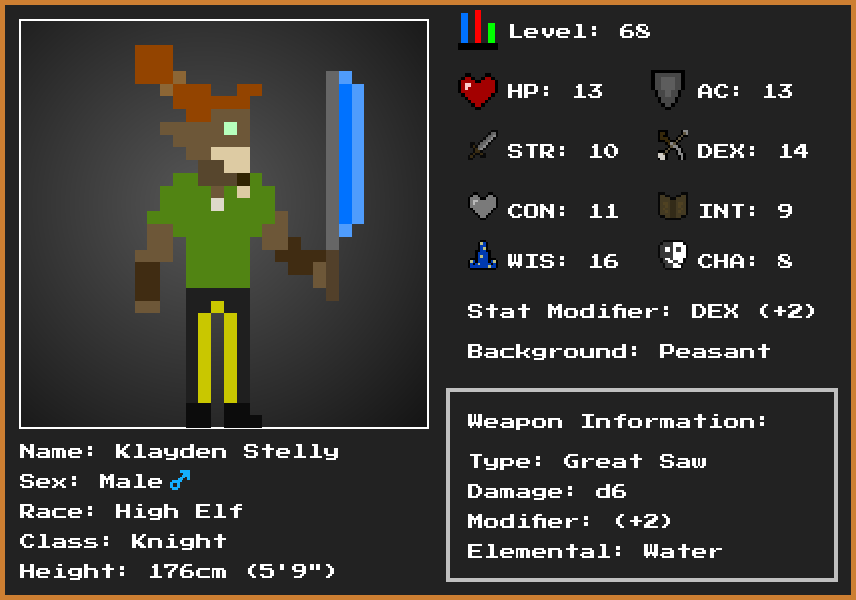 Level: 68
HP: 13 AC: 13
STR: 10 DEX: 14
CON: 11 INT: 9
WIS: 16 CHA: 8
Stat Modifier: DEX (+2)
Background: Peasant
Weapon Information:
Type: Great Saw
Damage: d6
Modifier: (+2)
Elemental: Water
Name: Klayden Stelly
Sex: Male♂
Race: High Elf
Class: Knight
Height: 176cm (5'9")